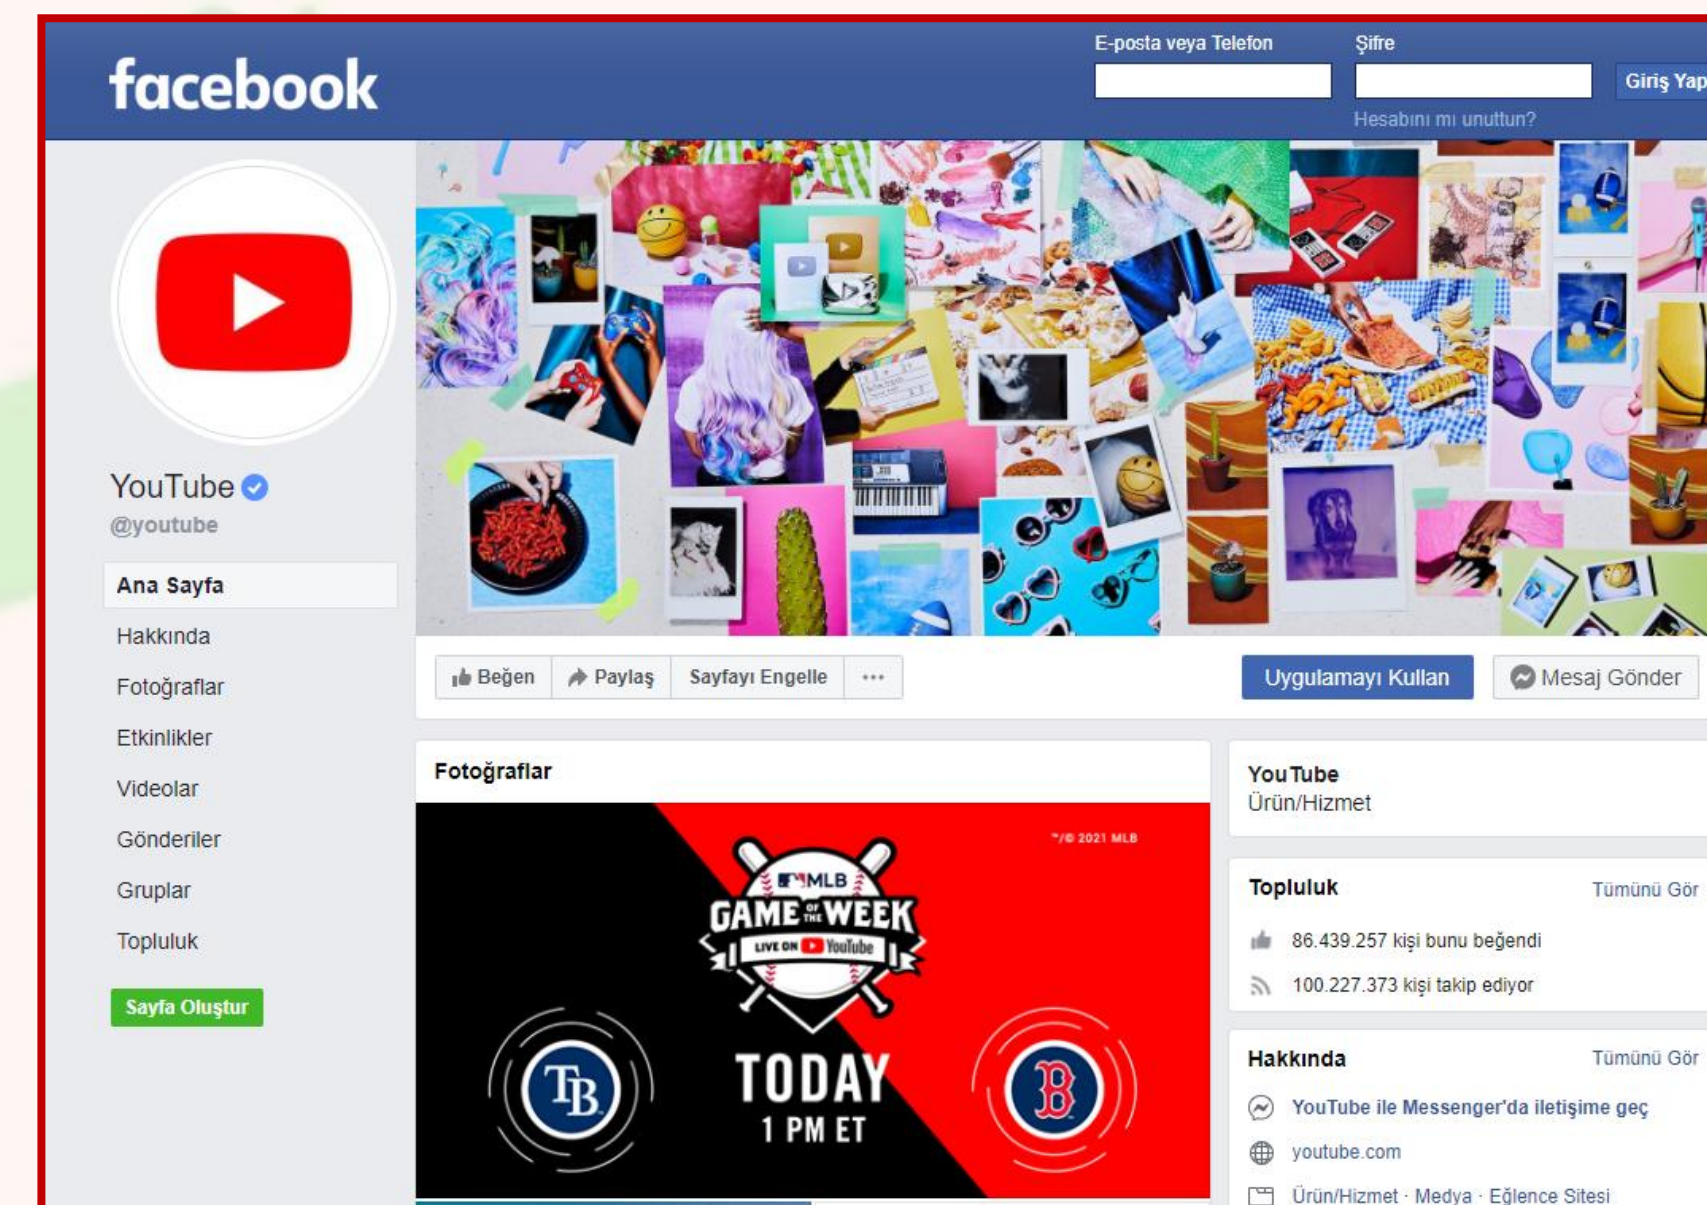 facebook
E-posta veya Telefon
Şifre
Giriş Yap
Hesabını mı unuttun?
YouTube
@youtube
Ana Sayfa
Hakkında
Fotoğraflar
Etkinlikler
Videolar
Gönderiler
Gruplar
Topluluk
Sayfa Oluştur
Beğen
Paylaş
Sayfayı Engelle
Uygulamayı Kullan
Mesaj Gönder
Fotoğraflar
™/© 2021 MLB
MLB
GAME OF THE WEEK
LIVE ON YouTube
TB
B
TODAY
1 PM ET
YouTube
Ürün/Hizmet
Topluluk
Tümünü Gör
86.439.257 kişi bunu beğendi
100.227.373 kişi takip ediyor
Hakkında
Tümünü Gör
YouTube ile Messenger'da iletişime geç
youtube.com
Ürün/Hizmet · Medya · Eğlence Sitesi